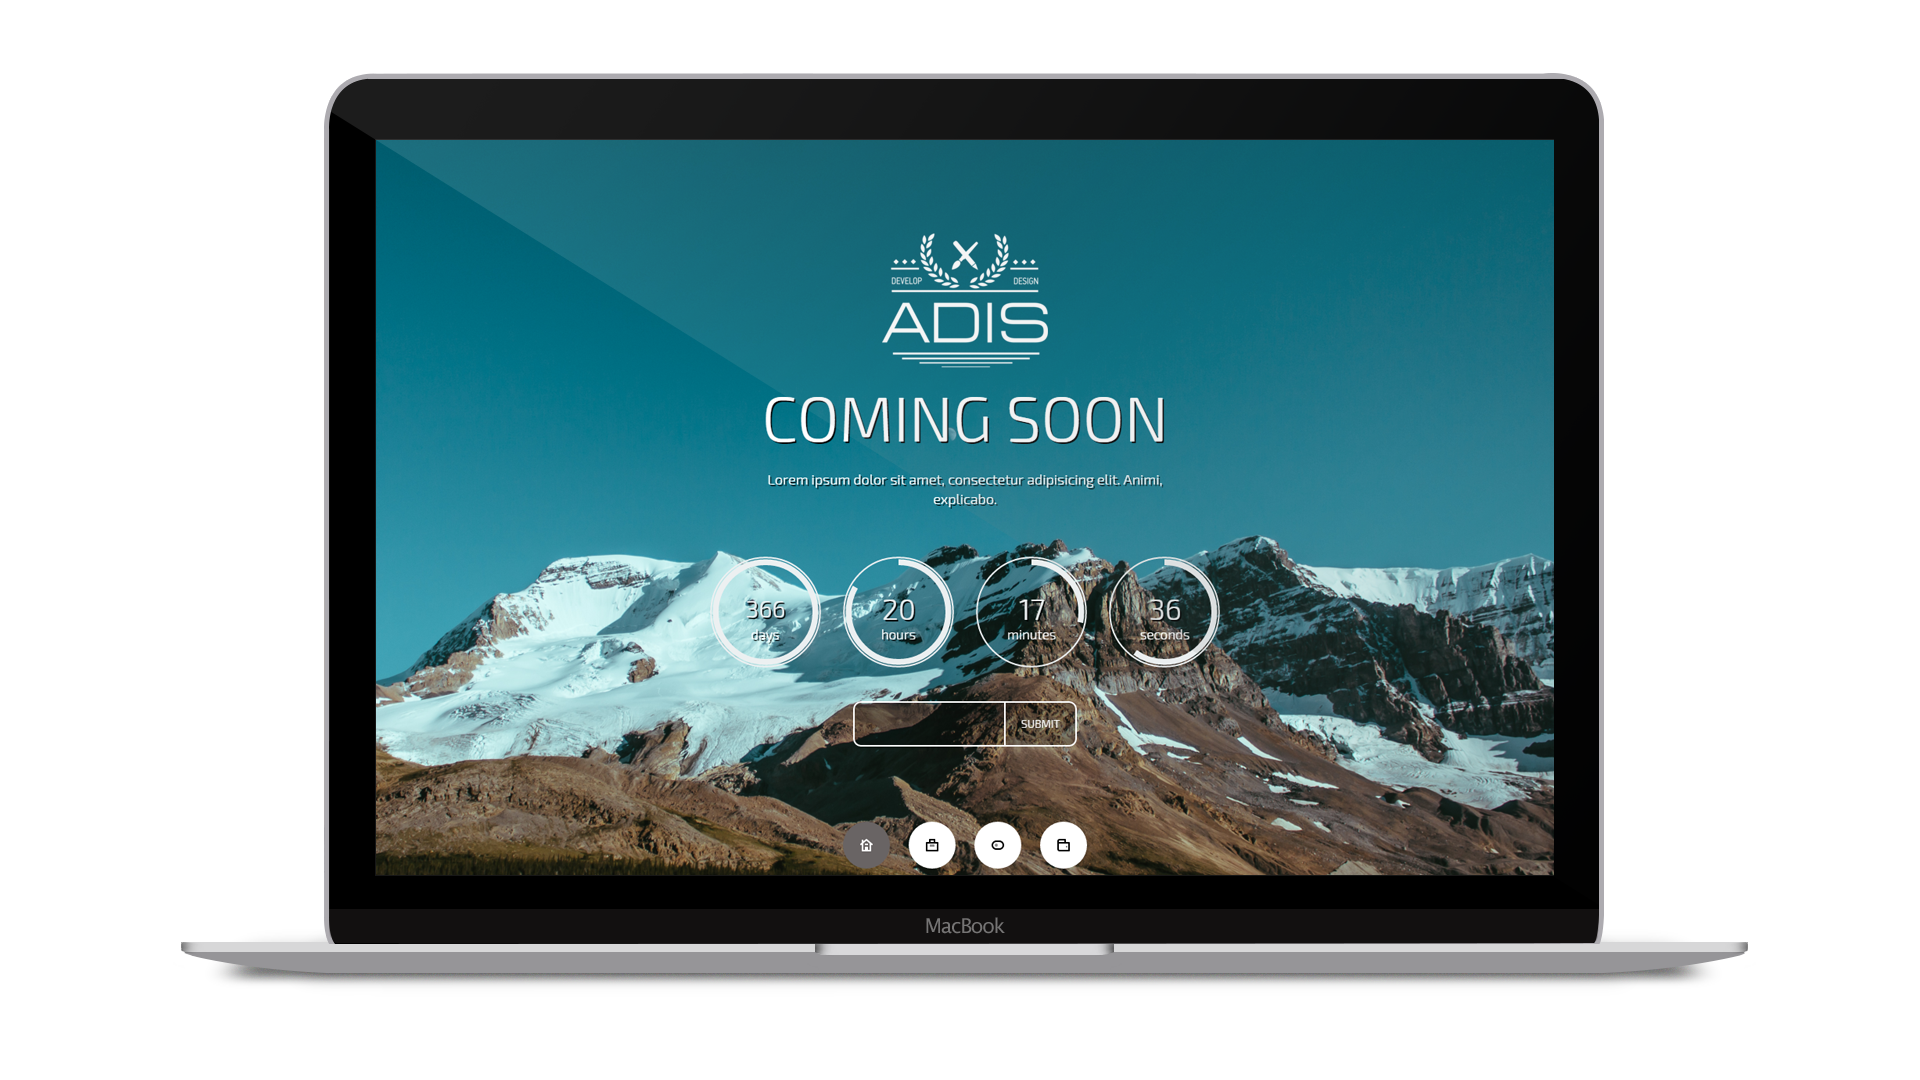 DEVELOP DESIGN
ADIS
COMING SOON
Lorem ipsum dolor sit amet, consectetur adipisicing elit. Animi,
explicabo.
366 20 17 36
days hours minutes seconds
SUBMIT
MacBook